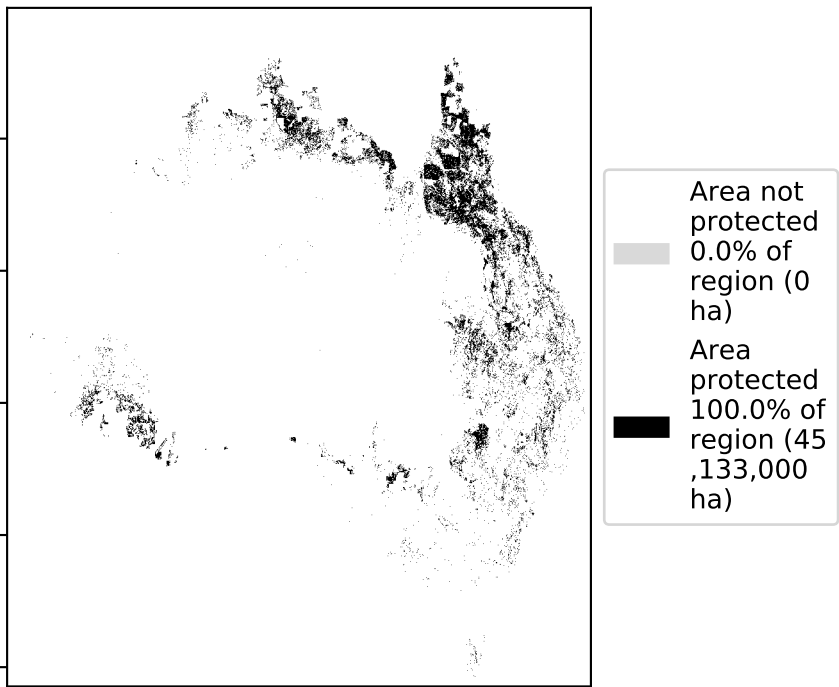 Area not
protected
0.0% of
region (0
ha)
Area
protected
100.0% of
region (45
,133,000
ha)